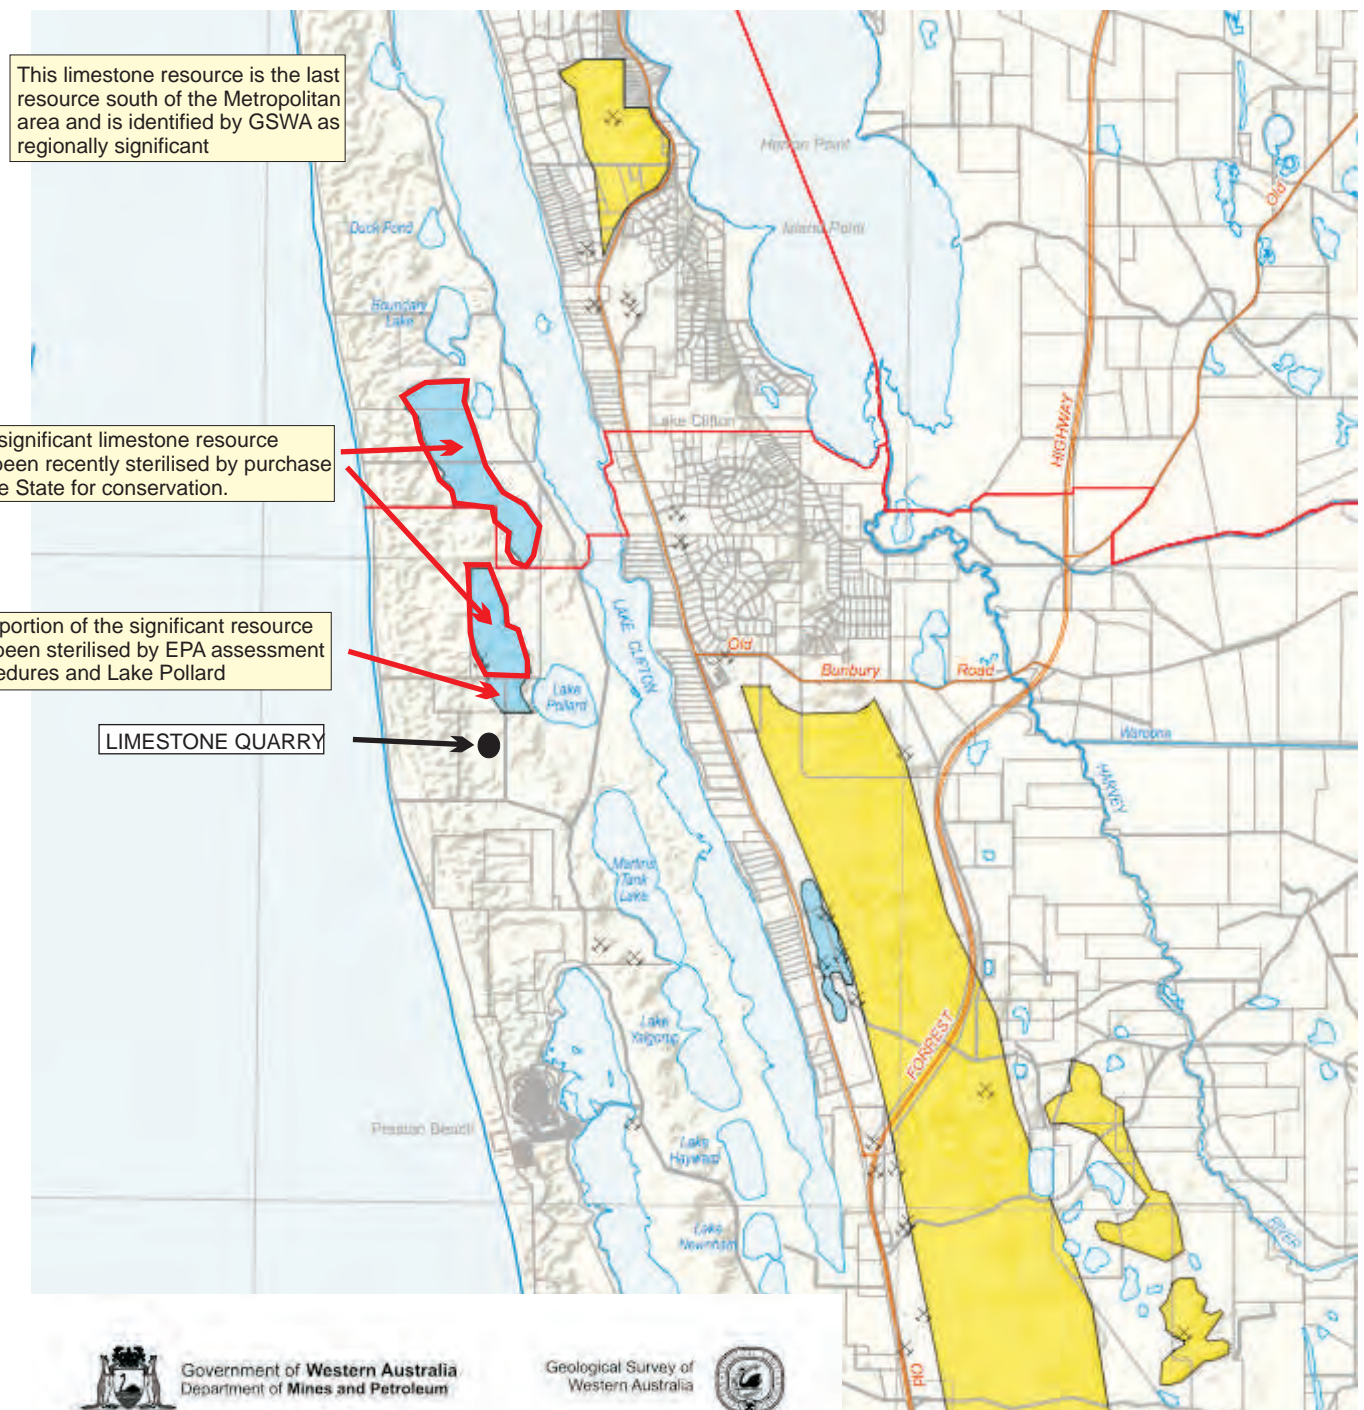 This limestone resource is the last
resource south of the Metropolitan
area and is identified by GSWA as
regionally significant
Herron Point
Island Point
Old
Duck Pond
Boundary
Lake
HIGHWAY
Lake Clifton
significant limestone resource
been recently sterilised by purchase
e State for conservation.
LAKE CLIFTON
portion of the significant resource
been sterilised by EPA assessment
edures and Lake Pollard
Old
Bunbury
Road
Lake
Pollard
LIMESTONE QUARRY
Waroona
HARVEY
Martins
Tank
Lake
Lake
Yalgorup
FORREST
Preston Beach
Lake
Hayward
Lake
Newnham
RIVER
Old
Government of Western Australia
Department of Mines and Petroleum
Geological Survey of
Western Australia